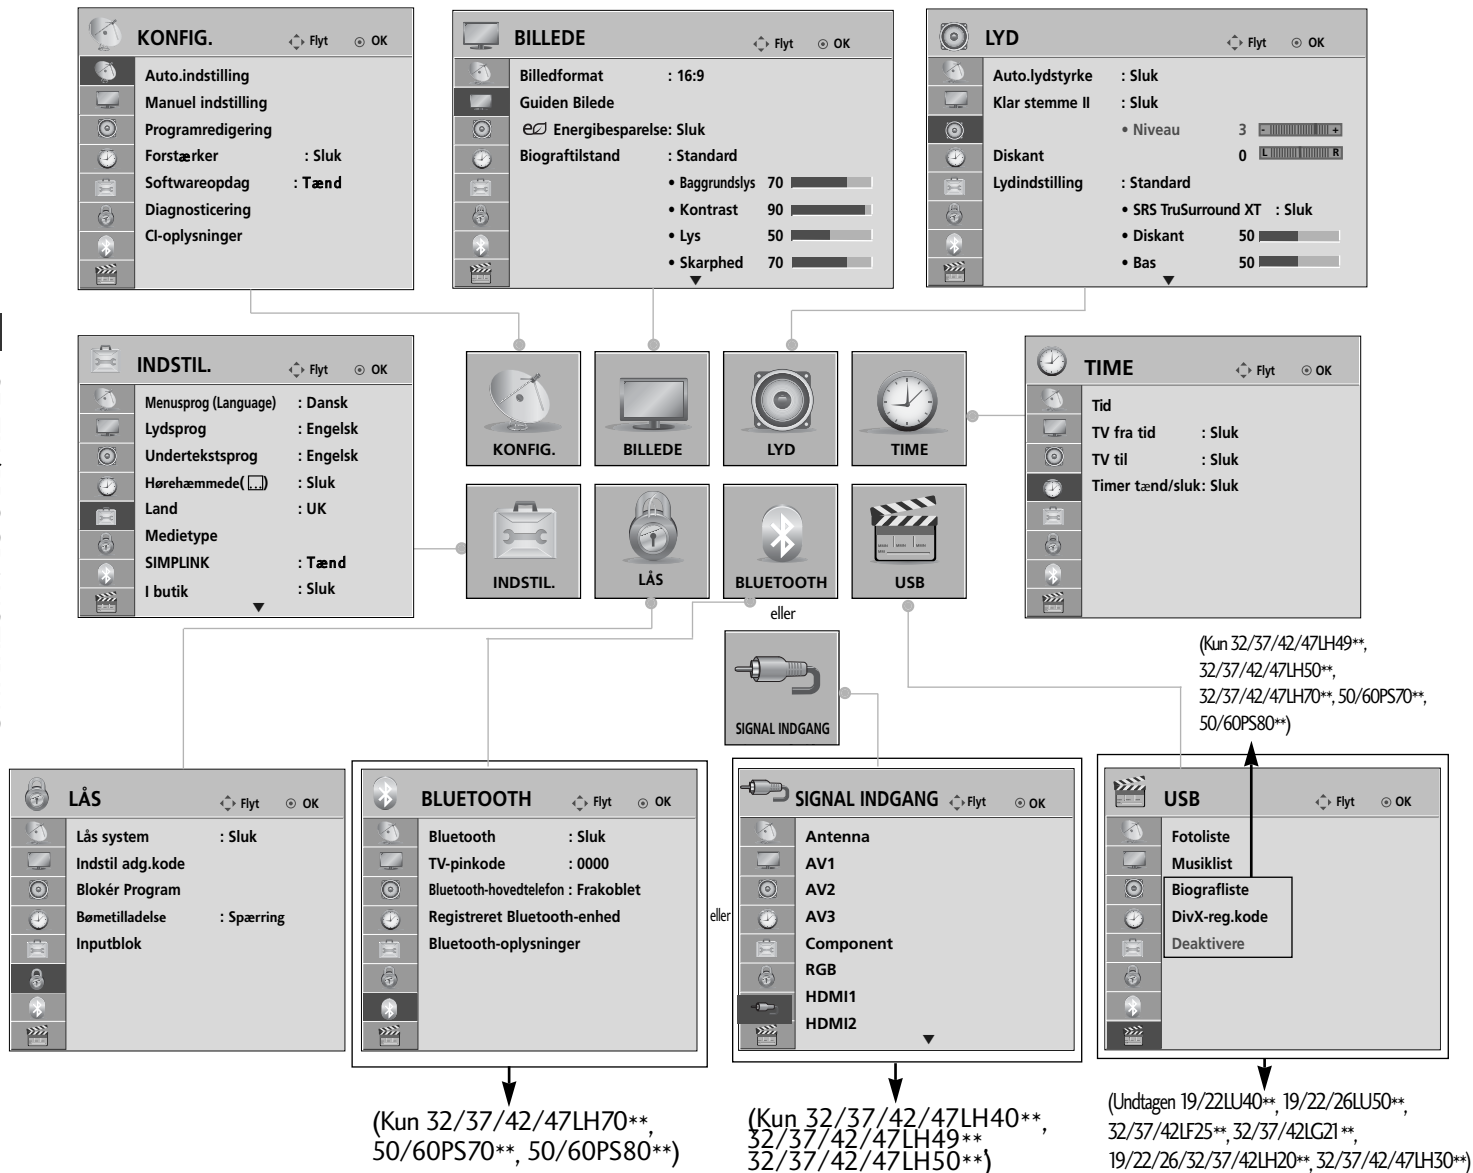 KONFIG. Flyt OK
Auto.indstilling
Manuel indstilling
Programredigering
Forstærker : Sluk
Softwareopdag : Tænd
Diagnosticering
CI-oplysninger
BILLEDE Flyt OK
Billedformat : 16:9
Guiden Bilede
Energibesparelse: Sluk
Biograftilstand : Standard
• Baggrundslys 70
• Kontrast 90
• Lys 50
• Skarphed 70
LYD Flyt OK
Auto.lydstyrke : Sluk
Klar stemme II : Sluk
• Niveau 3 - +
Diskant 0 L R
Lydindstilling : Standard
• SRS TruSurround XT : Sluk
• Diskant 50
• Bas 50
INDSTIL. Flyt OK
Menusprog (Language) : Dansk
Lydsprog : Engelsk
Undertekstsprog : Engelsk
Hørehæmmede( ) : Sluk
Land : UK
Medietype
SIMPLINK : Tænd
I butik : Sluk
KONFIG.
BILLEDE
LYD
TIME
INDSTIL.
LÅS
BLUETOOTH
USB
eller
SIGNAL INDGANG
TIME Flyt OK
Tid
TV fra tid : Sluk
TV til : Sluk
Timer tænd/sluk: Sluk
(Kun 32/37/42/47LH49**,
32/37/42/47LH50**,
32/37/42/47LH70**, 50/60PS70**,
50/60PS80**)
LÅS Flyt OK
Lås system : Sluk
Indstil adg.kode
Blokér Program
Børnetilladelse : Spærring
Inputblok
BLUETOOTH Flyt OK
Bluetooth : Sluk
TV-pinkode : 0000
Bluetooth-hovedtelefon : Frakoblet
Registreret Bluetooth-enhed
Bluetooth-oplysninger
eller
SIGNAL INDGANG Flyt OK
Antenna
AV1
AV2
AV3
Component
RGB
HDMI1
HDMI2
USB Flyt OK
Fotoliste
Musiklist
Biografliste
DivX-reg.kode
Deaktivere
(Kun 32/37/42/47LH70**,
50/60PS70**, 50/60PS80**)
(Kun 32/37/42/47LH40**,
32/37/42/47LH49**,
32/37/42/47LH50**)
(Undtagen 19/22LU40**, 19/22/26LU50**,
32/37/42LF25**, 32/37/42LG21**,
19/22/26/32/37/42LH20**, 32/37/42/47LH30**)